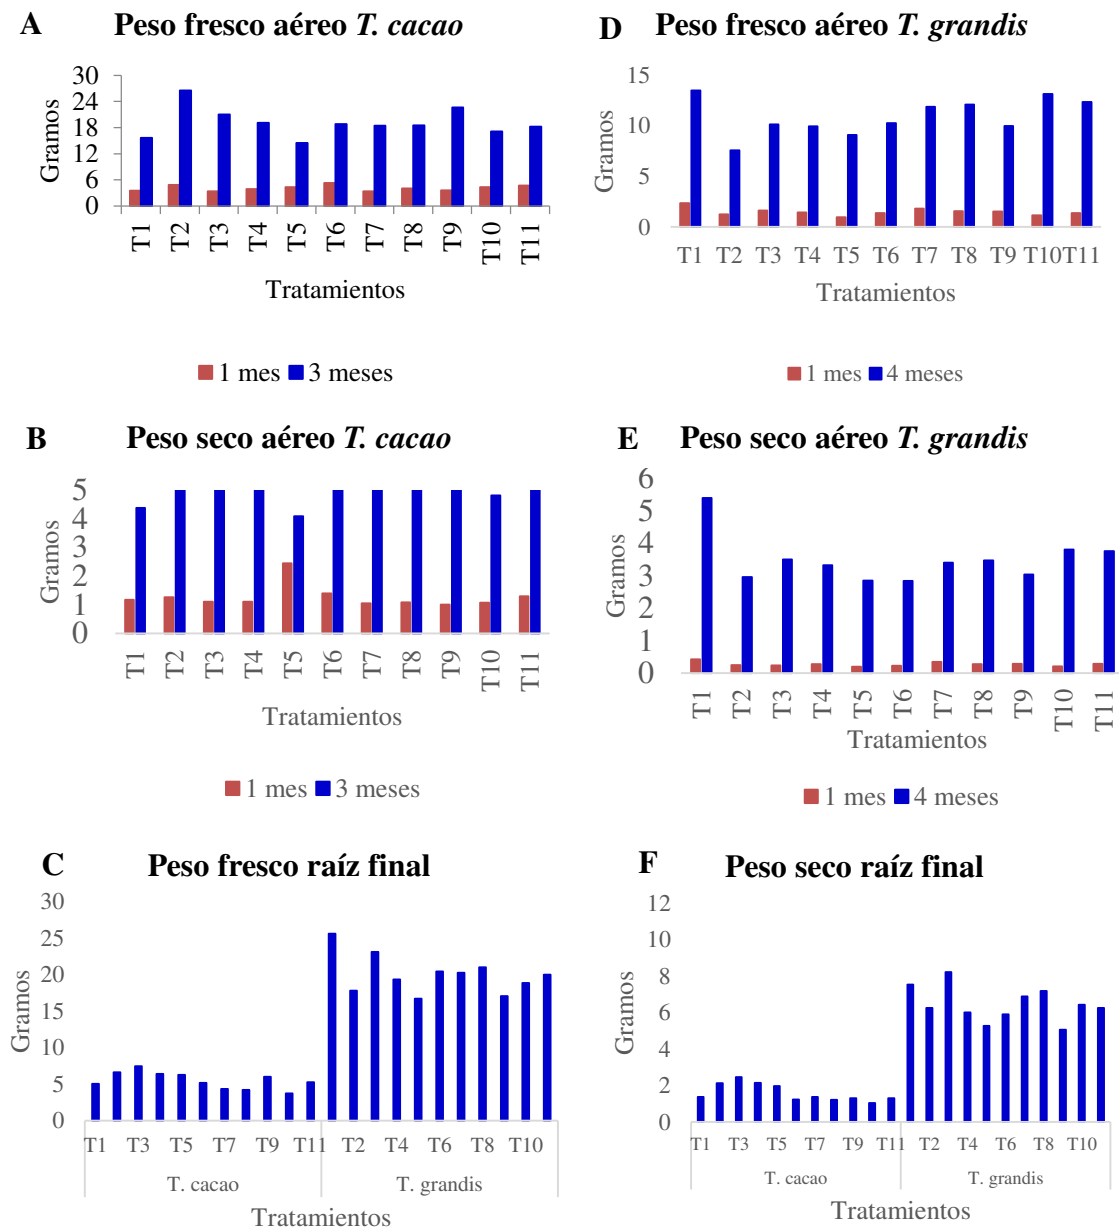 A Peso fresco aéreo T. cacao
30
24
18
12
6
0
Gramos
T1 T2 T3 T4 T5 T6 T7 T8 T9 T10 T11
Tratamientos
1 mes 3 meses
D Peso fresco aéreo T. grandis
15
10
5
0
Gramos
T1 T2 T3 T4 T5 T6 T7 T8 T9 T10 T11
Tratamientos
1 mes 4 meses
B Peso seco aéreo T. cacao
5
4
3
2
1
0
Gramos
T1 T2 T3 T4 T5 T6 T7 T8 T9 T10 T11
Tratamientos
1 mes 3 meses
E Peso seco aéreo T. grandis
6
5
4
3
2
1
0
Gramos
T1 T2 T3 T4 T5 T6 T7 T8 T9 T10 T11
Tratamientos
1 mes 4 meses
C Peso fresco raíz final
30
25
20
15
10
5
0
Gramos
T1 T3 T5 T7 T9 T11 T2 T4 T6 T8 T10
T. cacao T. grandis
Tratamientos
F Peso seco raíz final
12
10
8
6
4
2
0
Gramos
T1 T3 T5 T7 T9 T11 T2 T4 T6 T8 T10
T. cacao T. grandis
Tratamientos